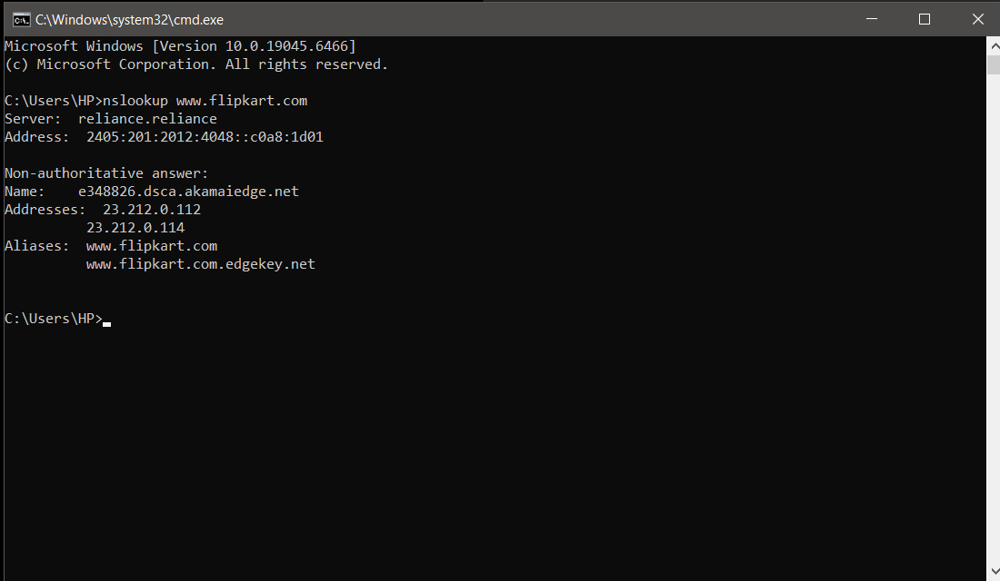 C:\Windows\system32\cmd.exe
Microsoft Windows [Version 10.0.19045.6466]
(c) Microsoft Corporation. All rights reserved.
C:\Users\HP>nslookup www.flipkart.com
Server:  reliance.reliance
Address:  2405:201:2012:4048::c0a8:1d01
Non-authoritative answer:
Name:    e348826.dsca.akamaiedge.net
Addresses:  23.212.0.112
          23.212.0.114
Aliases:  www.flipkart.com
          www.flipkart.com.edgekey.net
C:\Users\HP>